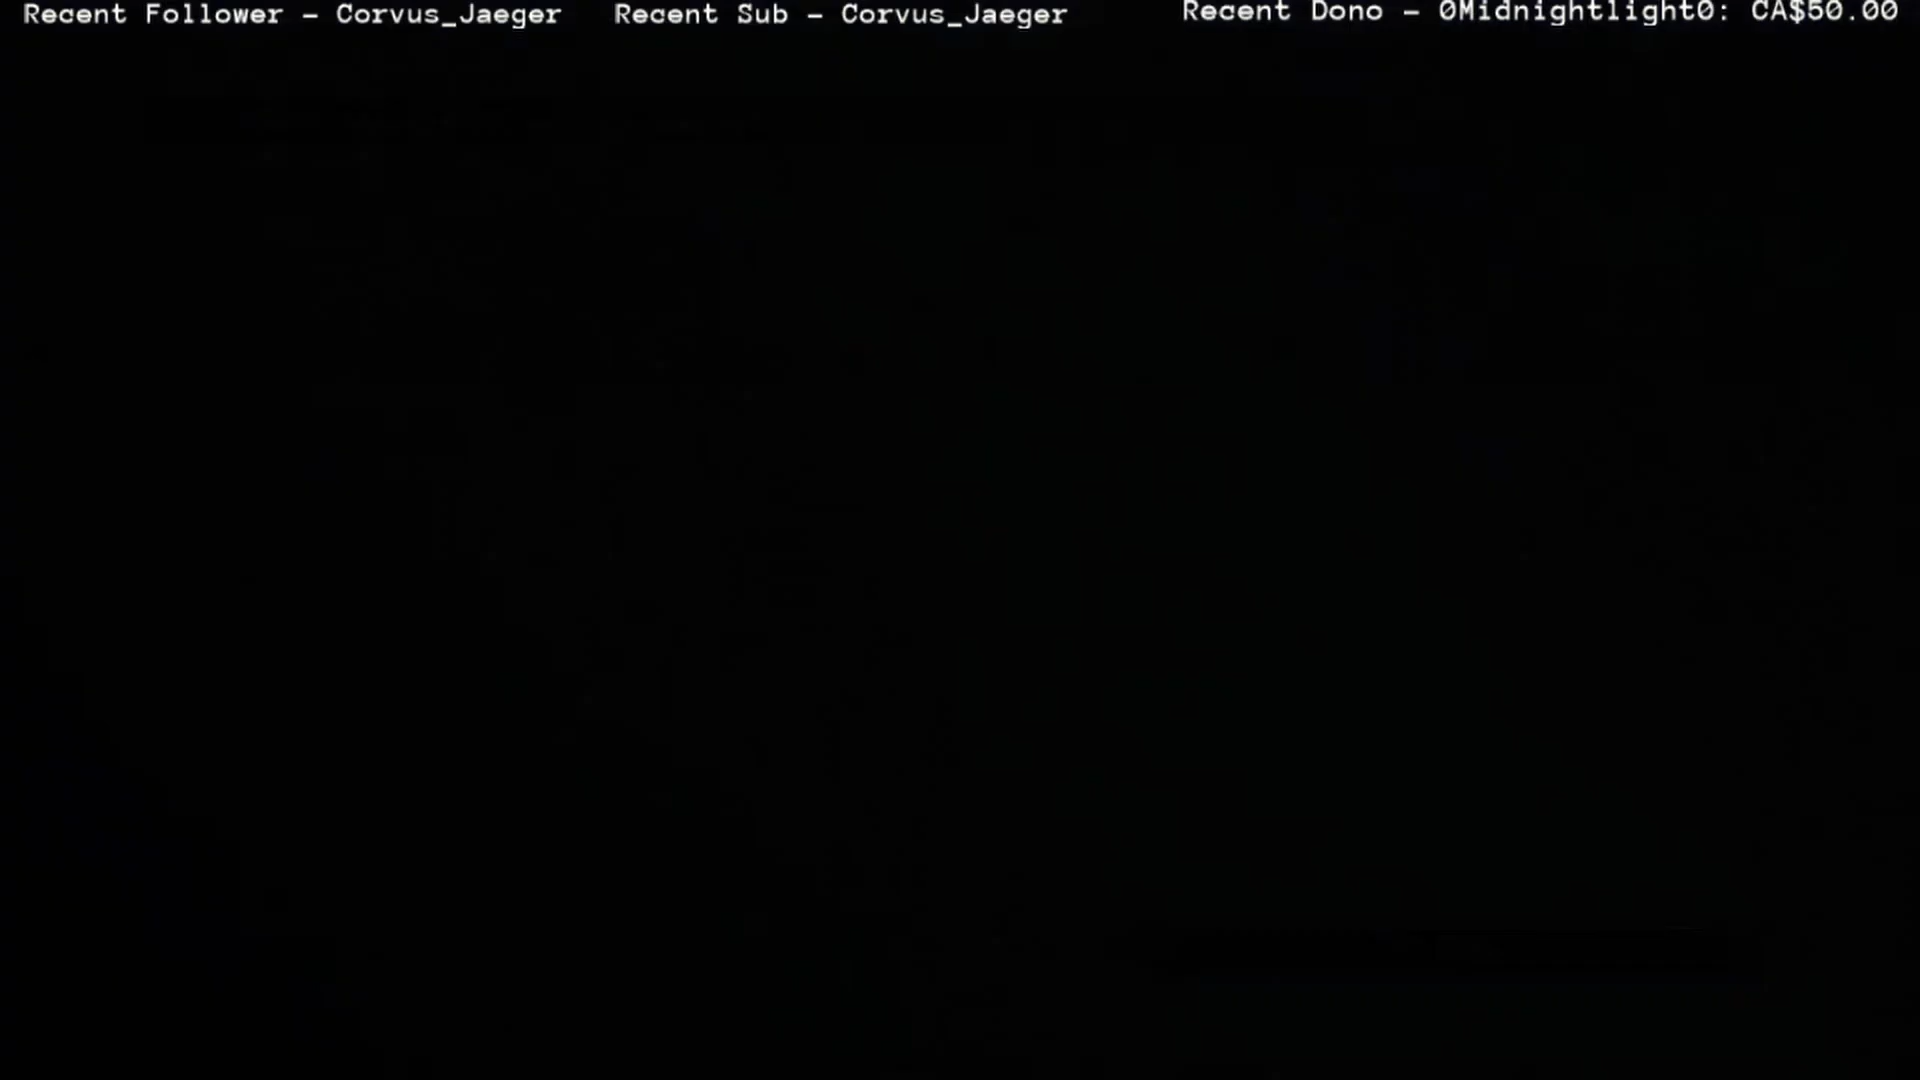 Recent Follower - Corvus_Jaeger
Recent Sub - Corvus_Jaeger
Recent Dono - 0Midnightlight0: CA$50.00